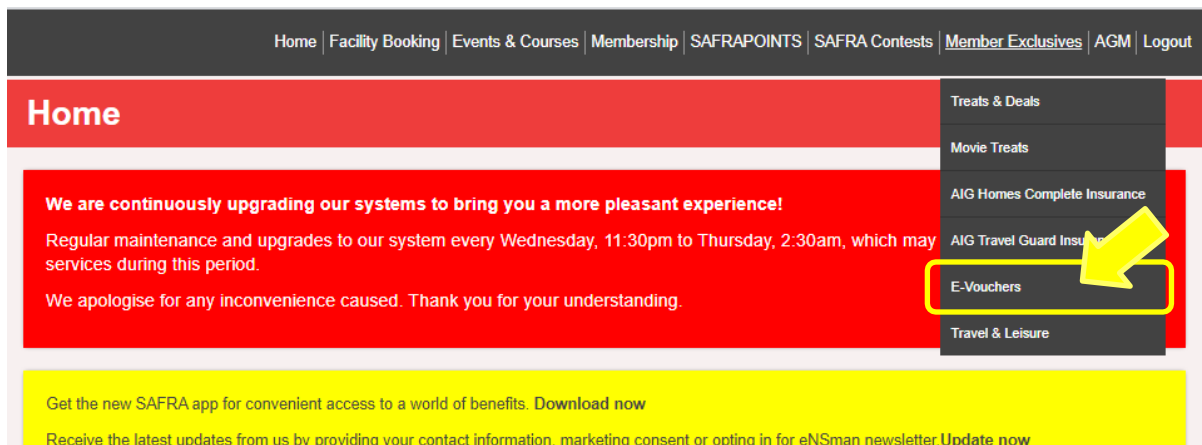 Home | Facility Booking | Events & Courses | Membership | SAFRAPOINTS | SAFRA Contests | Member Exclusives | AGM | Logout
Home
Treats & Deals
Movie Treats
AIG Homes Complete Insurance
AIG Travel Guard
E-Vouchers
Travel & Leisure
We are continuously upgrading our systems to bring you a more pleasant experience!
Regular maintenance and upgrades to our system every Wednesday, 11:30pm to Thursday, 2:30am, which may
services during this period.
We apologise for any inconvenience caused. Thank you for your understanding.
Get the new SAFRA app for convenient access to a world of benefits. Download now
Receive the latest updates from us by providing your contact information, marketing consent or opting in for eNSman newsletter.Update now